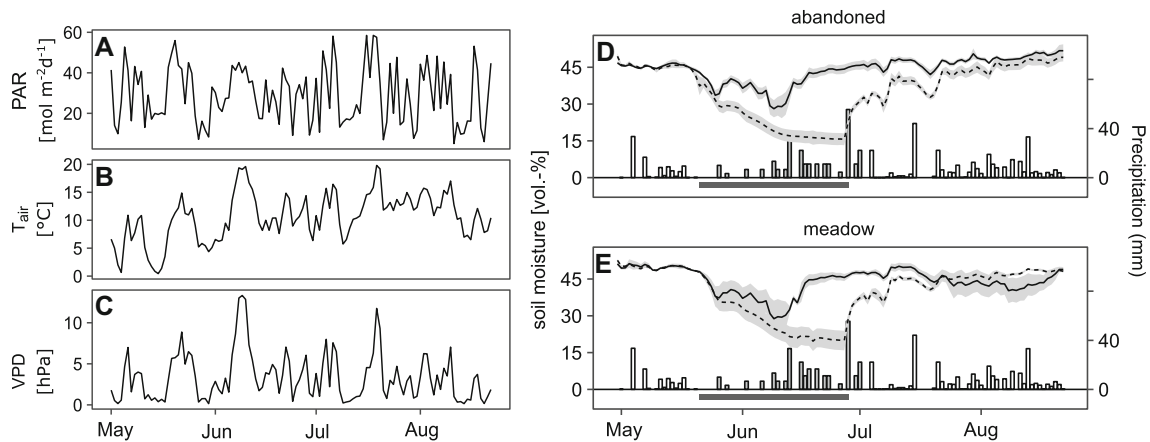 A
PAR
[mol m⁻²d⁻¹]
60
40
20
B
Tair
[°C]
20
15
10
5
0
C
VPD
[hPa]
10
5
0
May Jun Jul Aug
abandoned
D
45
30
15
0
40
0
soil moisture [vol.-%]
Precipitation (mm)
meadow
E
45
30
15
0
40
0
May Jun Jul Aug